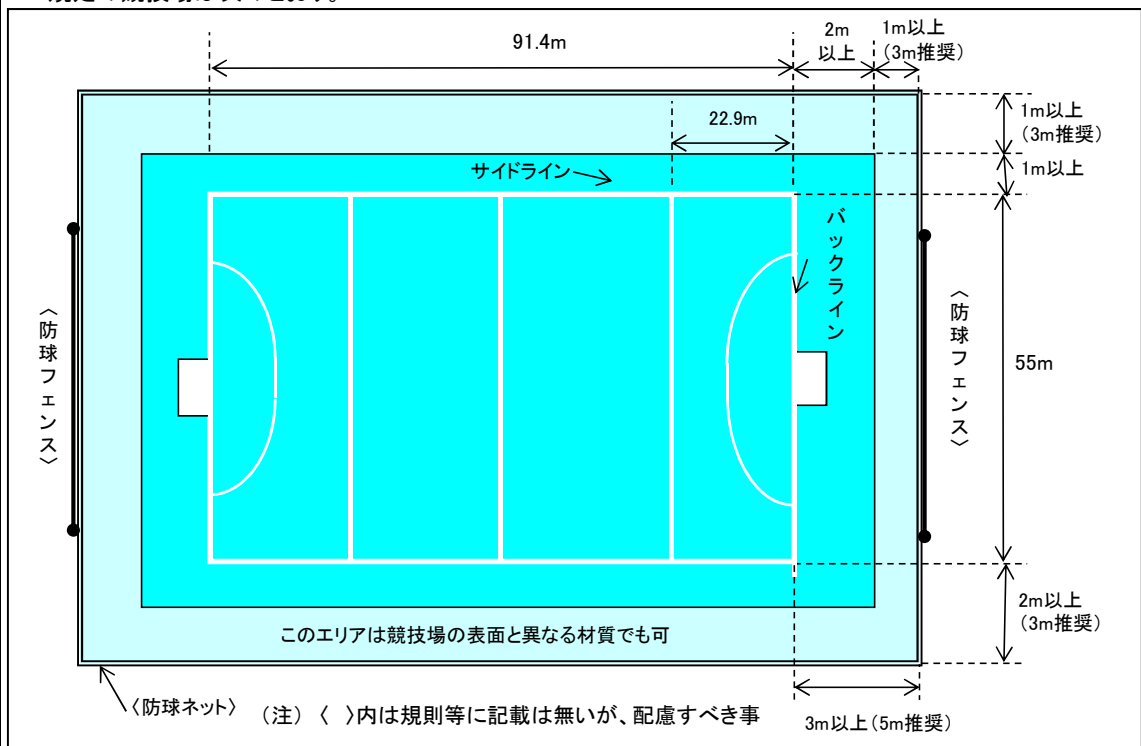 91.4m
2m
以上
1m以上
(3m推奨)
22.9m
1m以上
(3m推奨)
サイドライン
1m以上
バックライン
〈防球フェンス〉
〈防球フェンス〉
55m
2m以上
(3m推奨)
このエリアは競技場の表面と異なる材質でも可
〈防球ネット〉
(注) 〈 〉内は規則等に記載は無いが、配慮すべき事
3m以上(5m推奨)